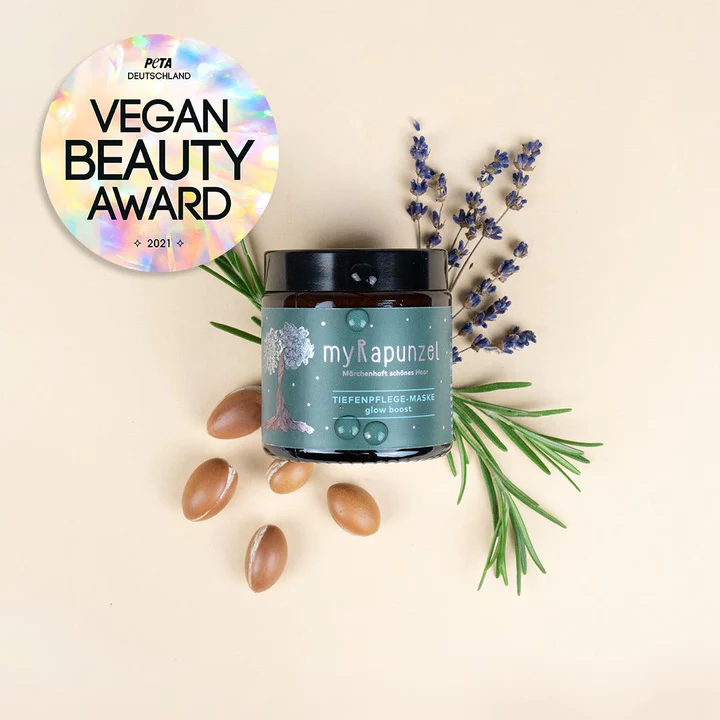 PETA
DEUTSCHLAND
VEGAN
BEAUTY
AWARD
2021
myRapunzel
Märchenhaft schönes Haar
TIEFENPFLEGE-MASKE
glow boost